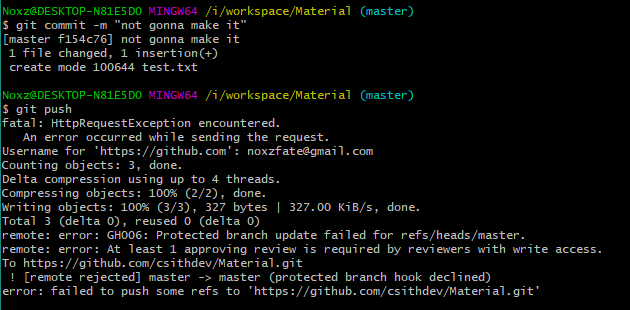 Noxz@DESKTOP-N81E5DO MINGW64 /i/workspace/Material (master)
$ git commit -m "not gonna make it"
[master f154c76] not gonna make it
 1 file changed, 1 insertion(+)
 create mode 100644 test.txt

Noxz@DESKTOP-N81E5DO MINGW64 /i/workspace/Material (master)
$ git push
fatal: HttpRequestException encountered.
   An error occurred while sending the request.
Username for 'https://github.com': noxzfate@gmail.com
Counting objects: 3, done.
Delta compression using up to 4 threads.
Compressing objects: 100% (2/2), done.
Writing objects: 100% (3/3), 327 bytes | 327.00 KiB/s, done.
Total 3 (delta 0), reused 0 (delta 0)
remote: error: GH006: Protected branch update failed for refs/heads/master.
remote: error: At least 1 approving review is required by reviewers with write access.
To https://github.com/csithdev/Material.git
 ! [remote rejected] master -> master (protected branch hook declined)
error: failed to push some refs to 'https://github.com/csithdev/Material.git'